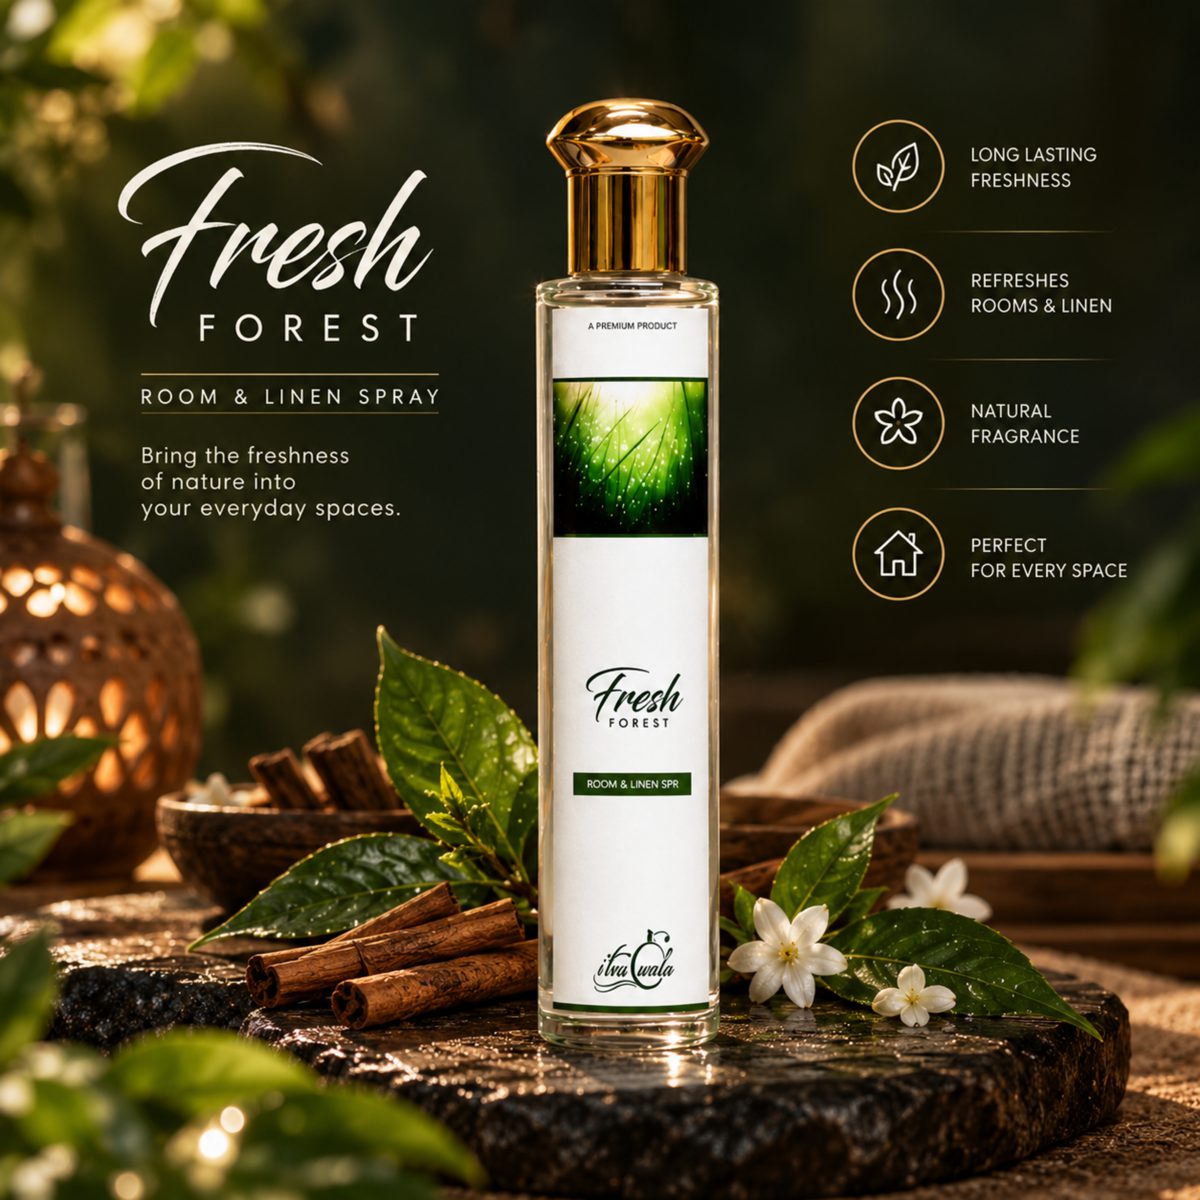 Fresh
FOREST
ROOM & LINEN SPRAY
Bring the freshness
of nature into
your everyday spaces.
A PREMIUM PRODUCT
Fresh
FOREST
ROOM & LINEN SPR
wala
LONG LASTING
FRESHNESS
REFRESHES
ROOMS & LINEN
NATURAL
FRAGRANCE
PERFECT
FOR EVERY SPACE